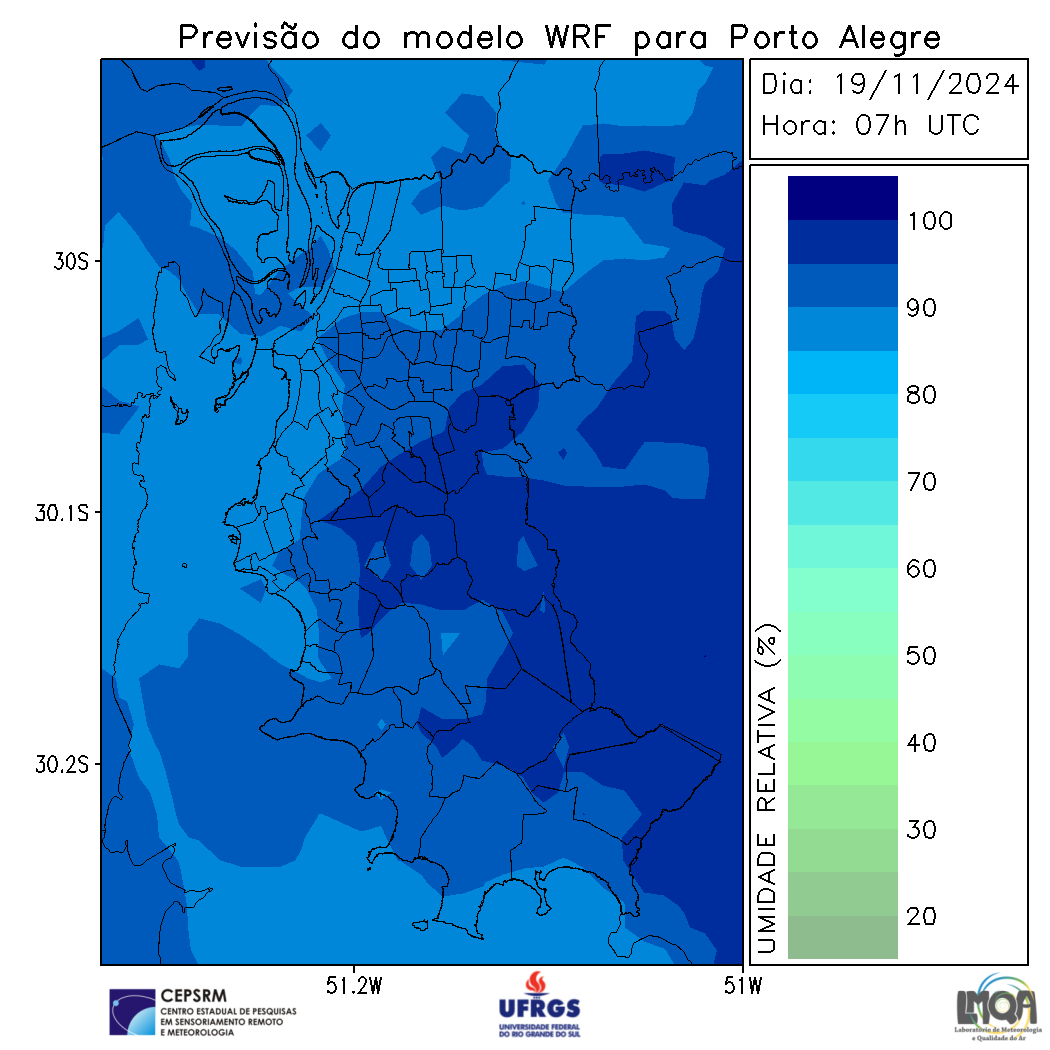 Previsão do modelo WRF para Porto Alegre
Dia: 19/11/2024
Hora: 07h UTC
30S
30.1S
30.2S
51.2W
51W
100
90
80
70
60
50
40
30
20
UMIDADE RELATIVA (%)
CEPSRM
CENTRO ESTADUAL DE PESQUISAS
EM SENSORIAMENTO REMOTO
E METEOROLOGIA
UFRGS
UNIVERSIDADE FEDERAL
DO RIO GRANDE DO SUL
LMQA
Laboratório de Meteorologia
e Qualidade do Ar